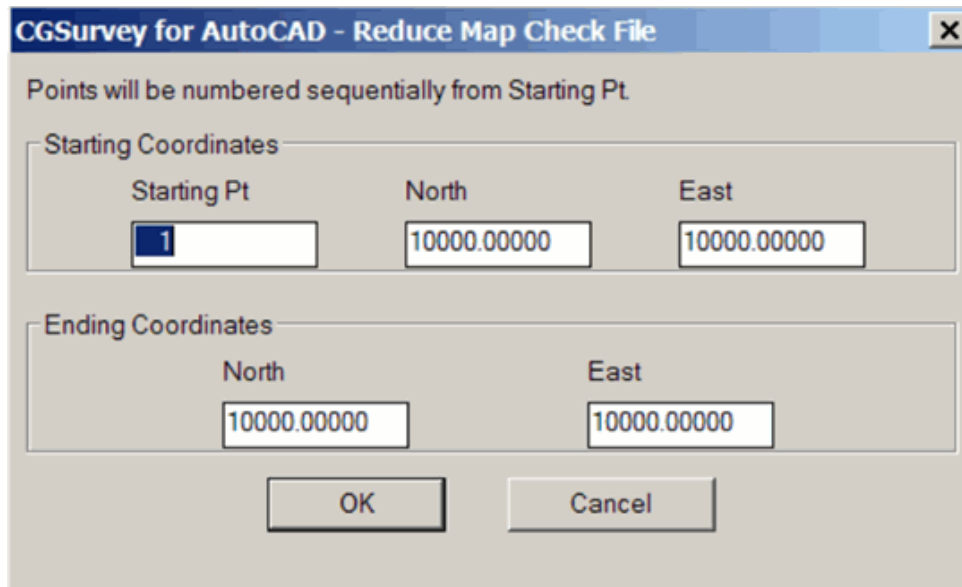 CGSurvey for AutoCAD - Reduce Map Check File
Points will be numbered sequentially from Starting Pt.
Starting Coordinates
Starting Pt North East
1 10000.00000 10000.00000
Ending Coordinates
North East
10000.00000 10000.00000
OK Cancel